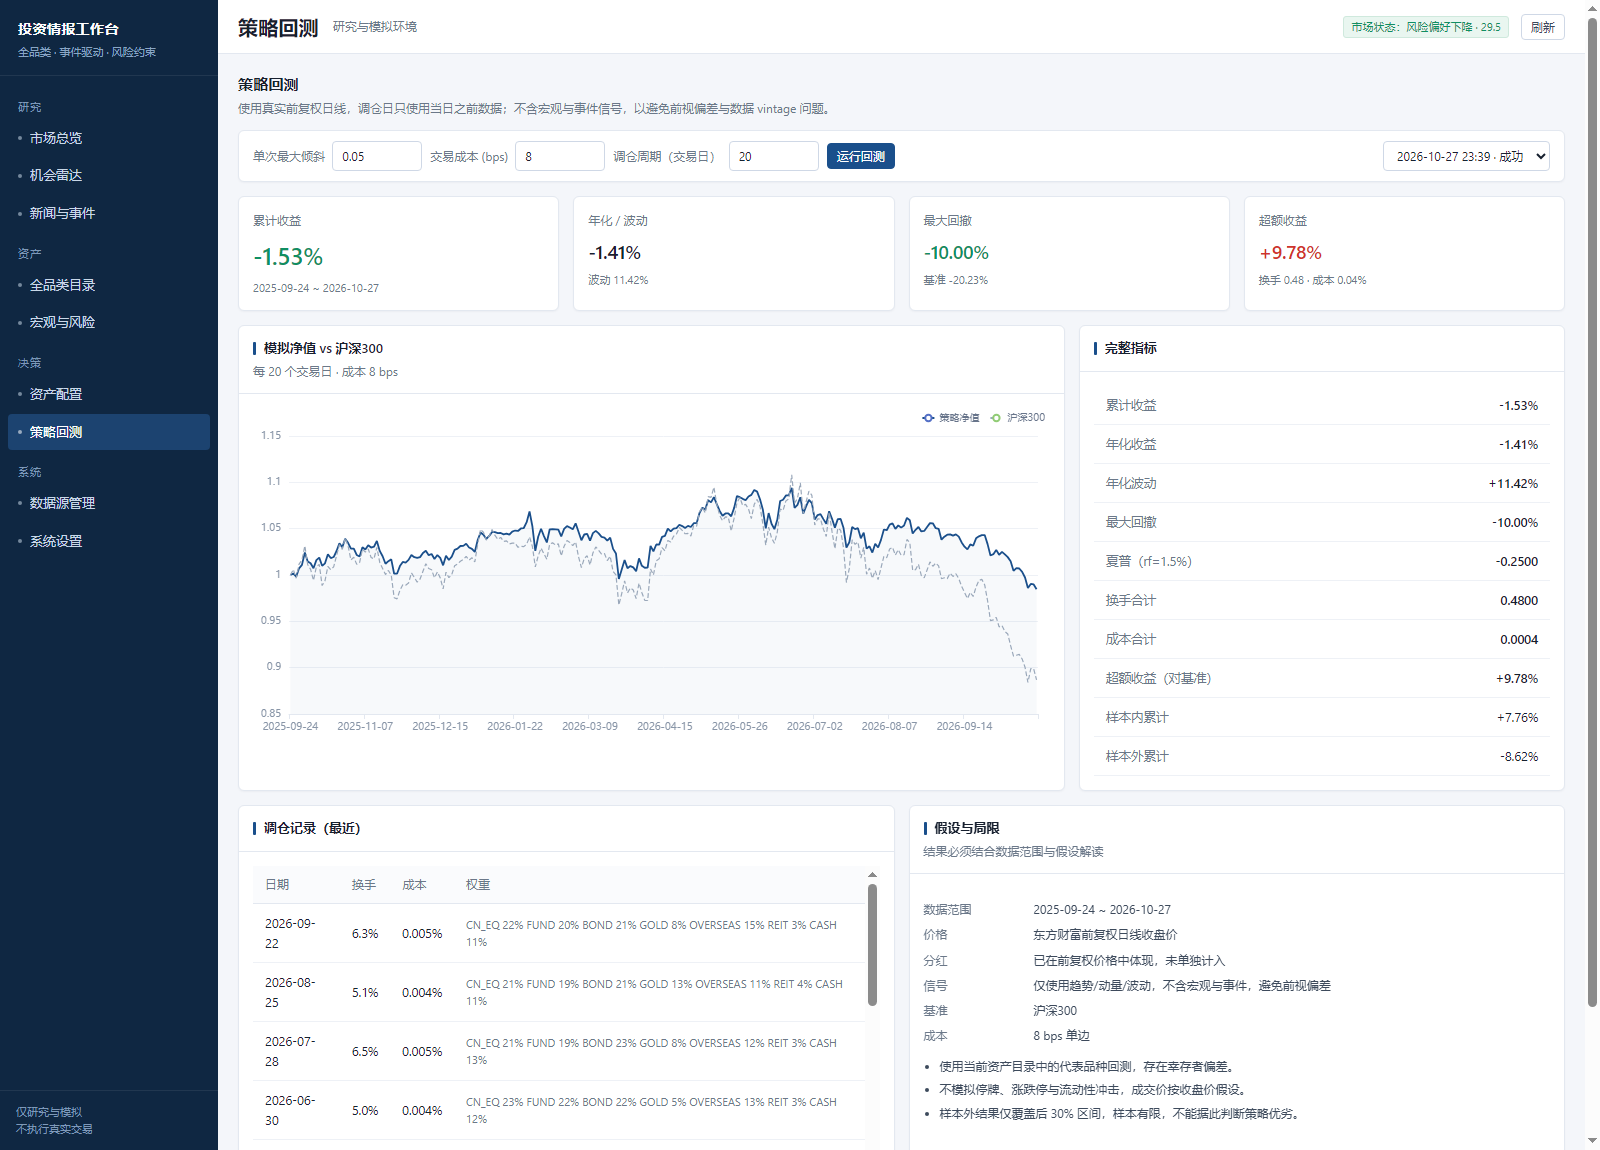 投资情报工作台
全品类 · 事件驱动 · 风险约束
研究
市场总览
机会雷达
新闻与事件
资产
全品类目录
宏观与风险
决策
资产配置
策略回测
系统
数据源管理
系统设置
仅研究与模拟
不执行真实交易
策略回测 研究与模拟环境
市场状态：风险偏好下降 · 29.5 刷新
策略回测
使用真实前复权日线，调仓日只使用当日之前数据；不含宏观与事件信号，以避免前视偏差与数据 vintage 问题。
单次最大倾斜 0.05 交易成本 (bps) 8 调仓周期（交易日） 20 运行回测 2026-10-27 23:39 · 成功
累计收益
-1.53%
2025-09-24 ~ 2026-10-27
年化 / 波动
-1.41%
波动 11.42%
最大回撤
-10.00%
基准 -20.23%
超额收益
+9.78%
换手 0.48 · 成本 0.04%
模拟净值 vs 沪深300
每 20 个交易日 · 成本 8 bps
策略净值 沪深300
1.15
1.1
1.05
1
0.95
0.9
0.85
2025-09-24 2025-11-07 2025-12-15 2026-01-22 2026-03-09 2026-04-15 2026-05-26 2026-07-02 2026-08-07 2026-09-14
完整指标
累计收益 -1.53%
年化收益 -1.41%
年化波动 +11.42%
最大回撤 -10.00%
夏普（rf=1.5%） -0.2500
换手合计 0.4800
成本合计 0.0004
超额收益（对基准） +9.78%
样本内累计 +7.76%
样本外累计 -8.62%
调仓记录（最近）
日期 换手 成本 权重
2026-09-22 6.3% 0.005% CN_EQ 22% FUND 20% BOND 21% GOLD 8% OVERSEAS 15% REIT 3% CASH 11%
2026-08-25 5.1% 0.004% CN_EQ 21% FUND 19% BOND 21% GOLD 13% OVERSEAS 11% REIT 4% CASH 11%
2026-07-28 6.5% 0.005% CN_EQ 21% FUND 19% BOND 23% GOLD 8% OVERSEAS 12% REIT 3% CASH 13%
2026-06-30 5.0% 0.004% CN_EQ 23% FUND 22% BOND 22% GOLD 5% OVERSEAS 13% REIT 3% CASH 12%
假设与局限
结果必须结合数据范围与假设解读
数据范围 2025-09-24 ~ 2026-10-27
价格 东方财富前复权日线收盘价
分红 已在前复权价格中体现，未单独计入
信号 仅使用趋势/动量/波动，不含宏观与事件，避免前视偏差
基准 沪深300
成本 8 bps 单边
使用当前资产目录中的代表品种回测，存在幸存者偏差。
不模拟停牌、涨跌停与流动性冲击，成交价按收盘价假设。
样本外结果仅覆盖后 30% 区间，样本有限，不能据此判断策略优劣。